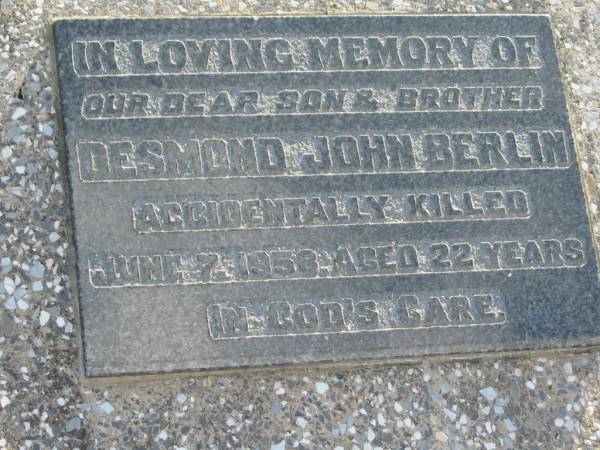 IN LOVING MEMORY OF
OUR DEAR SON & BROTHER
DESMOND JOHN BERLIN
ACCIDENTALLY KILLED
JUNE 7, 1958 AGED 22 YEARS
IN GOD'S CARE.